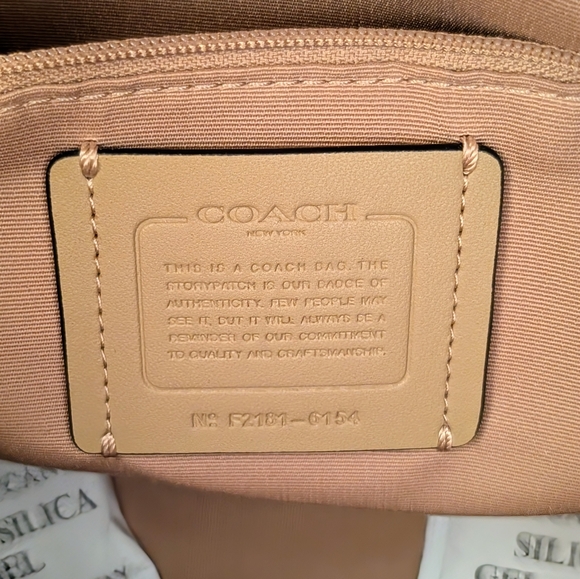 COACH
NEW YORK
THIS IS A COACH BAG. THE
STORYPATCH IS OUR BADGE OF
AUTHENTICITY. FEW PEOPLE MAY
SEE IT, BUT IT WILL ALWAYS BE A
REMINDER OF OUR COMMITMENT
TO QUALITY AND CRAFTSMANSHIP.
Nº F2181-6154
SILICA
SILICA